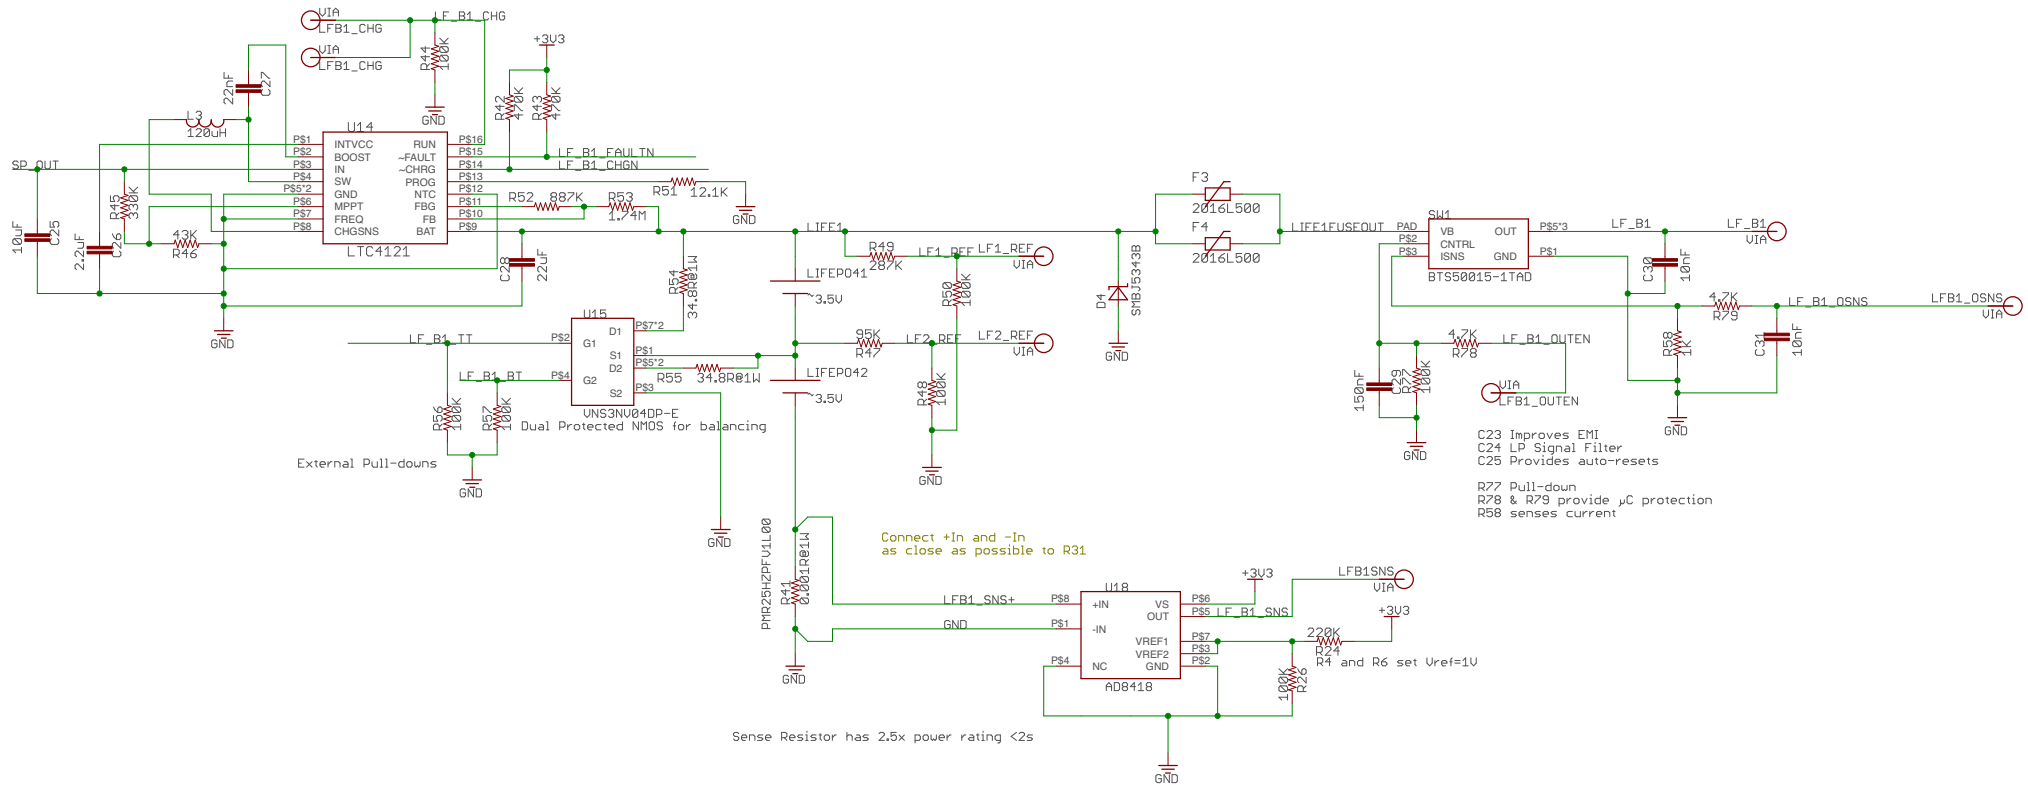 VIA
LFB1_CHG
VIA
LFB1_CHG
LF_B1_CHG
R44
100K
GND
+3V3
R42
470K
R43
470K
22nF
C27
L3
120uH
U14
P$1
P$2
P$3
P$4
P$5*2
P$6
P$7
P$8
INTVCC
BOOST
IN
SW
GND
MPPT
FREQ
CHGSNS
RUN
~FAULT
~CHRG
PROG
NTC
FBG
FB
BAT
P$16
P$15
P$14
P$13
P$12
P$11
P$10
P$9
LTC4121
SP_OUT
10uF
C25
2.2uF
C26
R45
330K
43K
R46
GND
LF_B1_FAULTN
LF_B1_CHGN
R51
12.1K
GND
R52
887K
R53
1.74M
C28
22uF
R54
34.8R@1W
LIFE1
LIFEPO41
3.5V
LIFEPO42
3.5V
U15
D1
G1
S1
D2
G2
S2
P$7*2
P$2
P$1
P$5*2
P$4
P$3
VNS3NV04DP-E
Dual Protected NMOS for balancing
LF_B1_TT
LF_B1_BT
R55
34.8R@1W
R56
100K
R57
100K
External Pull-downs
GND
GND
R49
287K
LF1_REF
LF1_REF
VIA
R50
100K
95K
R47
LF2_REF
LF2_REF
VIA
R48
100K
GND
D4
SMBJ5343B
GND
F3
2016L500
F4
2016L500
LIFE1FUSEOUT
SW1
PAD
P$2
P$3
VB
CNTRL
ISNS
OUT
GND
P$5*3
P$1
BTS50015-1TAD
LF_B1
LF_B1
VIA
C30
10nF
4.7K
R79
LF_B1_OSNS
LFB1_OSNS
VIA
R58
1K
C31
10nF
GND
150nF
C29
R77
100K
GND
4.7K
R78
LF_B1_OUTEN
VIA
LFB1_OUTEN
C23 Improves EMI
C24 LP Signal Filter
C25 Provides auto-resets
R77 Pull-down
R78 & R79 provide µC protection
R58 senses current
PMR25HZPFV1L00
R41
0.001R@1W
GND
Connect +In and -In
as close as possible to R31
LFB1_SNS+
GND
U18
P$8
P$1
P$4
+IN
-IN
NC
VS
OUT
VREF1
VREF2
GND
P$6
P$5
P$7
P$3
P$2
AD8418
+3V3
LF_B1_SNS
LFB1SNS
VIA
+3V3
220K
R24
R4 and R6 set Vref=1V
100K
R26
GND
Sense Resistor has 2.5x power rating <2s